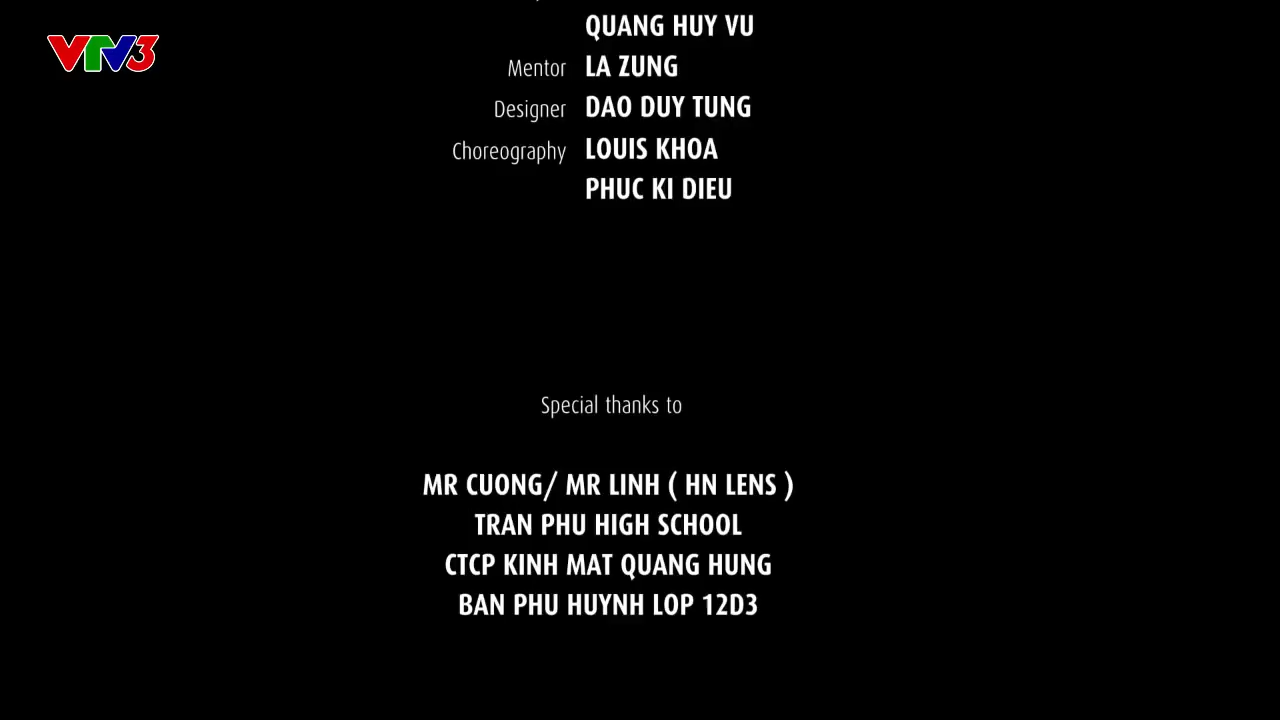 VTV3
QUANG HUY VU
Mentor LA ZUNG
Designer DAO DUY TUNG
Choreography LOUIS KHOA
PHUC KI DIEU
Special thanks to
MR CUONG/ MR LINH ( HN LENS )
TRAN PHU HIGH SCHOOL
CTCP KINH MAT QUANG HUNG
BAN PHU HUYNH LOP 12D3